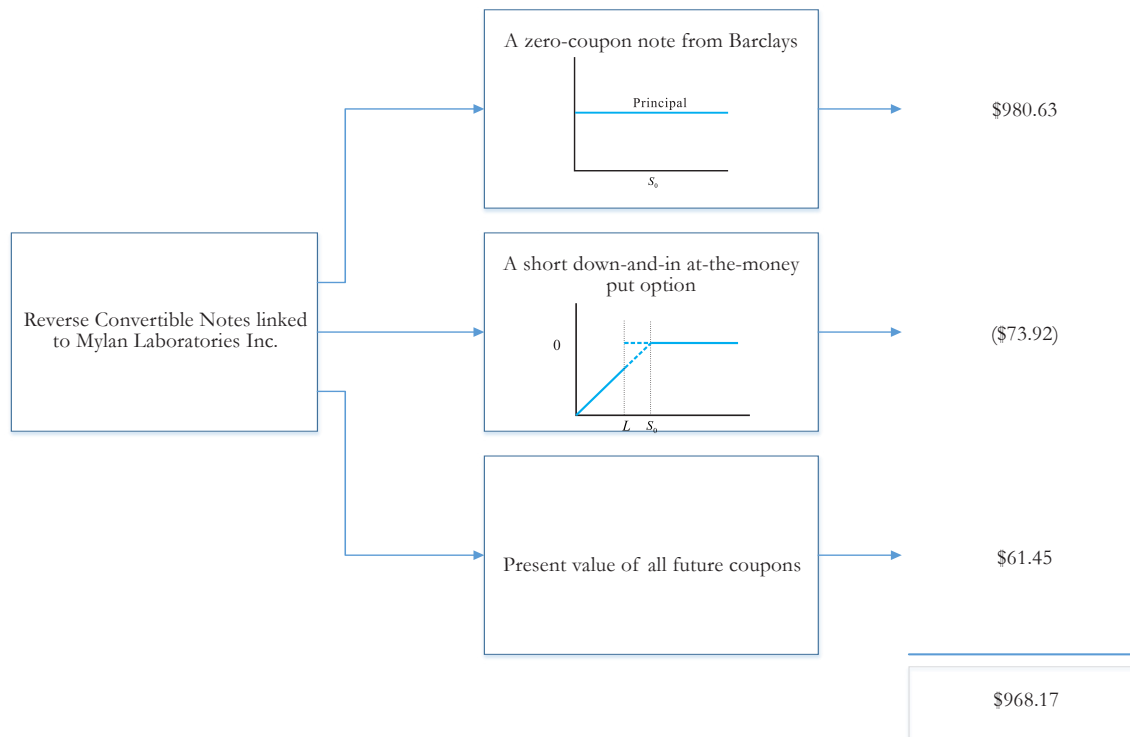 A zero-coupon note from Barclays
Principal
S0
$980.63
Reverse Convertible Notes linked
to Mylan Laboratories Inc.
A short down-and-in at-the-money
put option
0
L S0
($73.92)
Present value of all future coupons
$61.45
$968.17